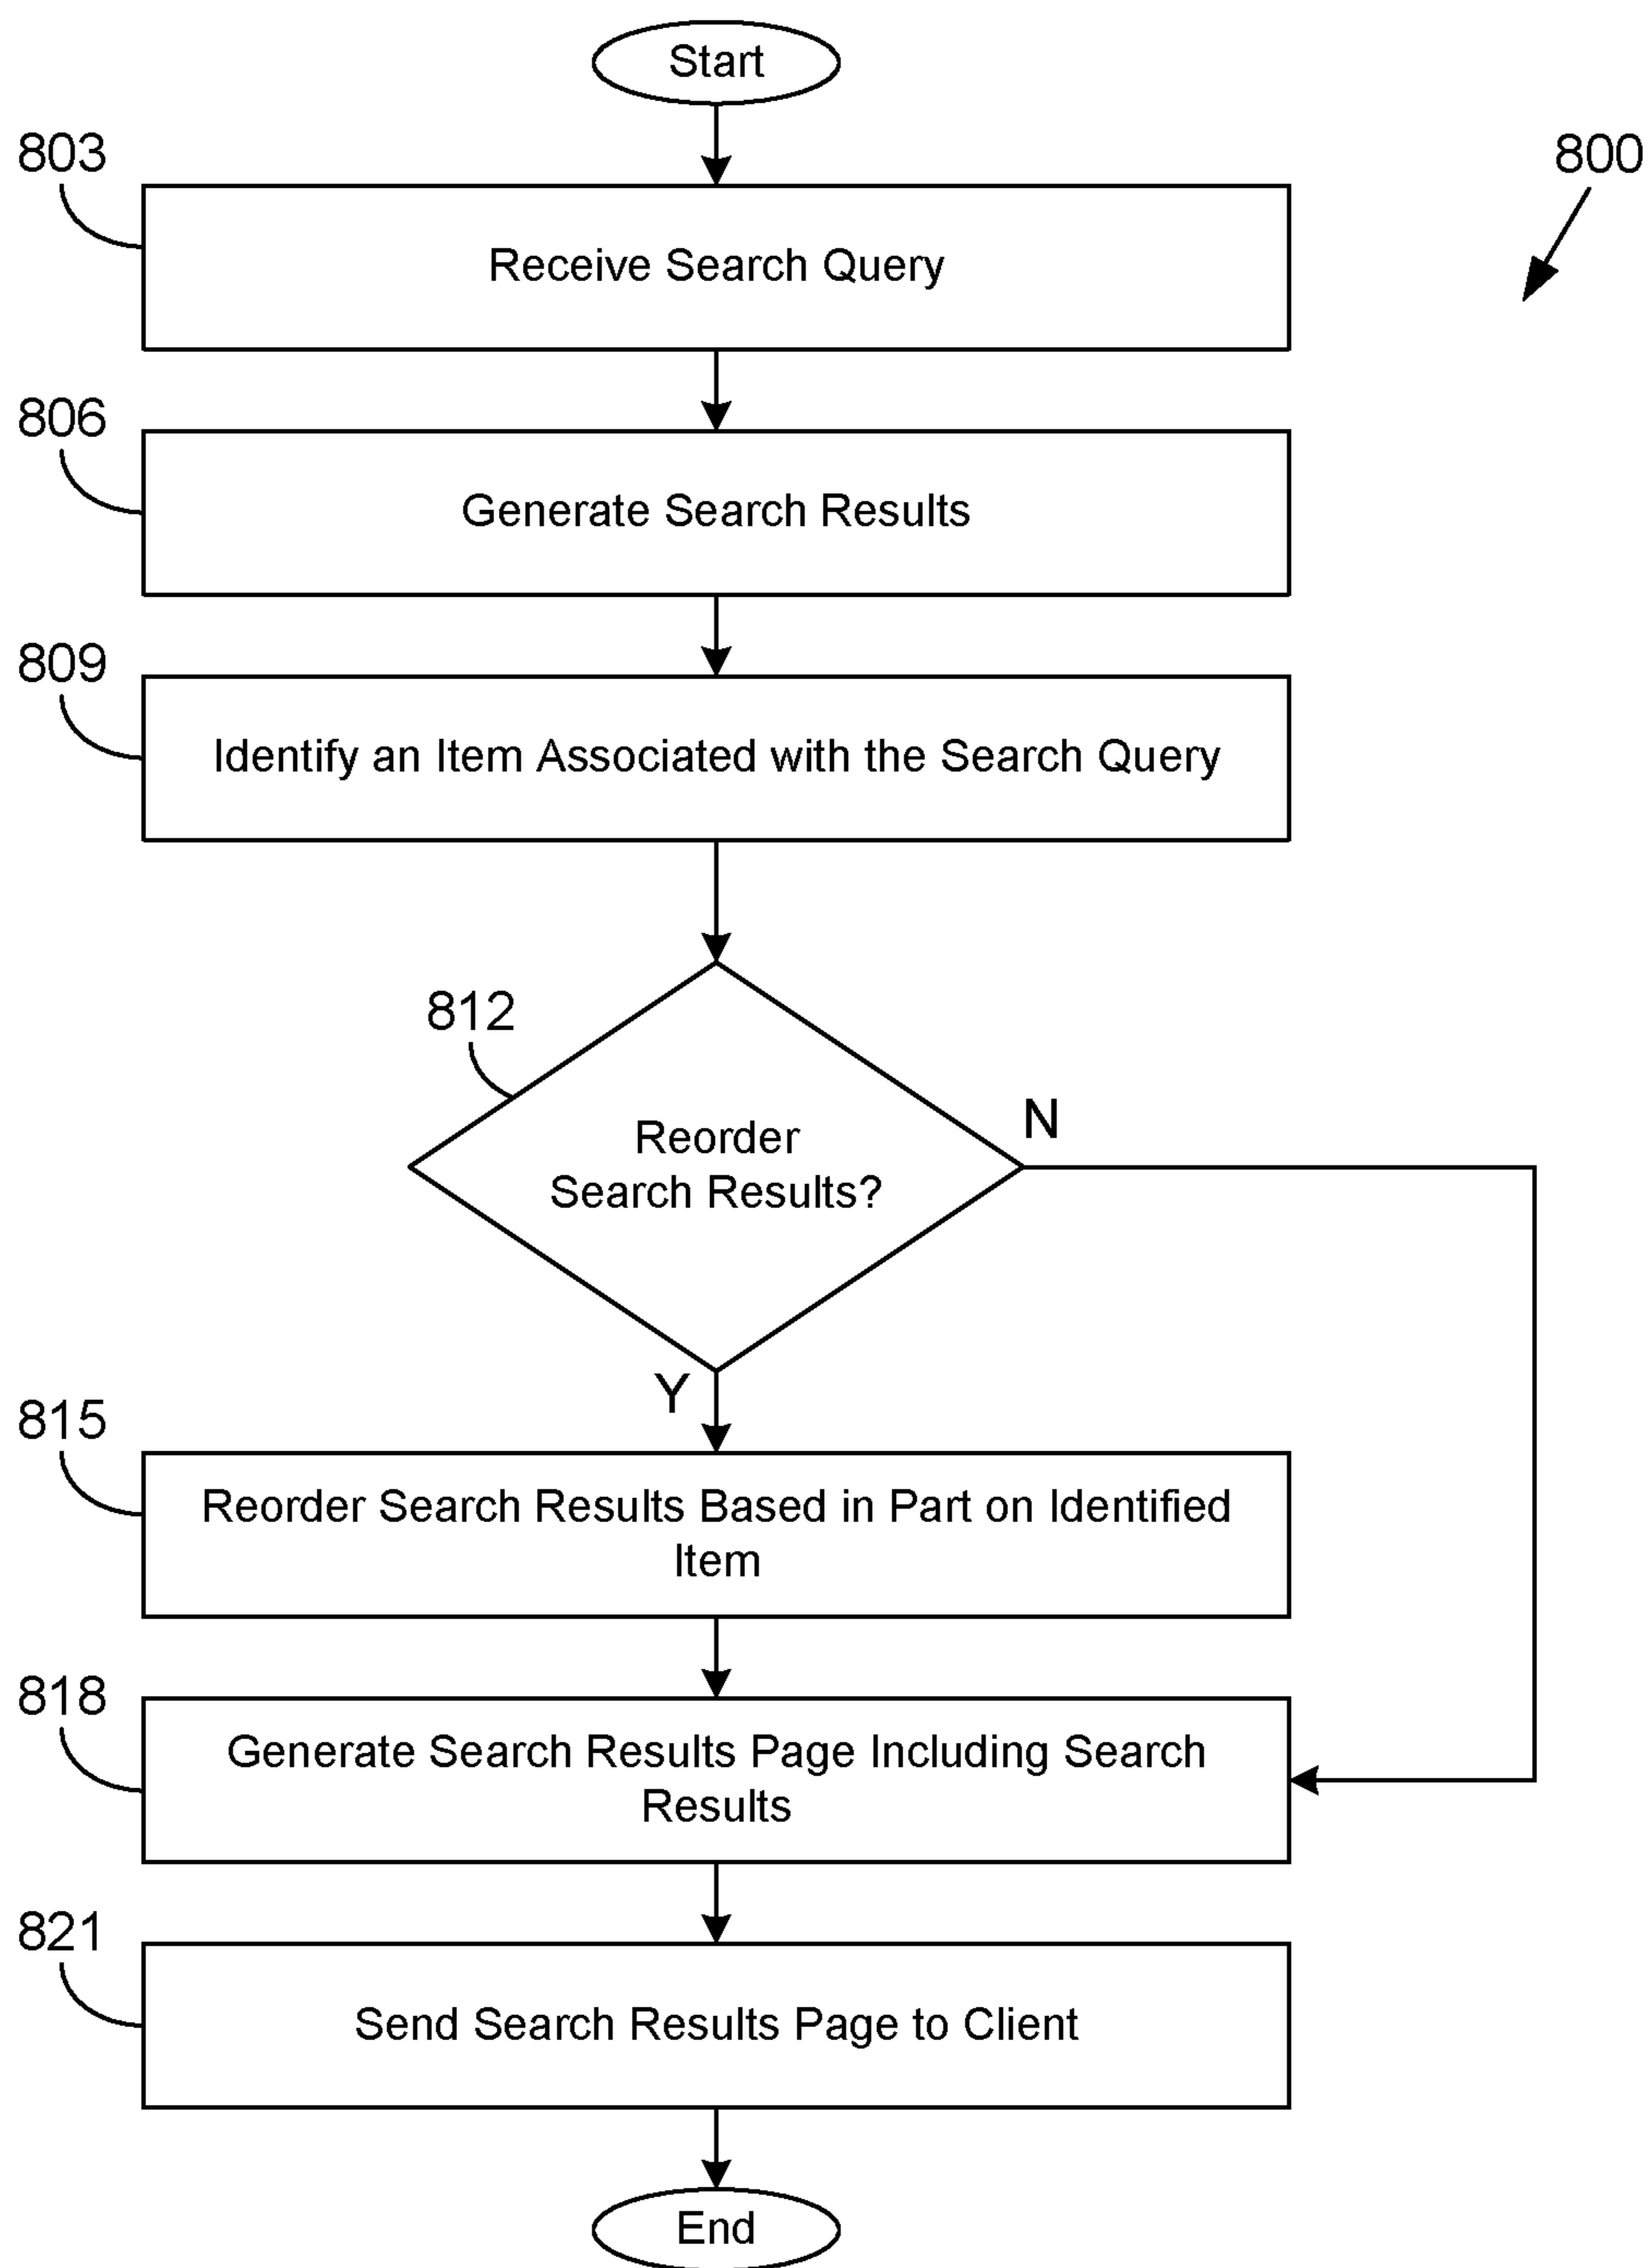 Start
803
800
Receive Search Query
806
Generate Search Results
809
Identify an Item Associated with the Search Query
812
Reorder
Search Results?
N
Y
815
Reorder Search Results Based in Part on Identified
Item
818
Generate Search Results Page Including Search
Results
821
Send Search Results Page to Client
End